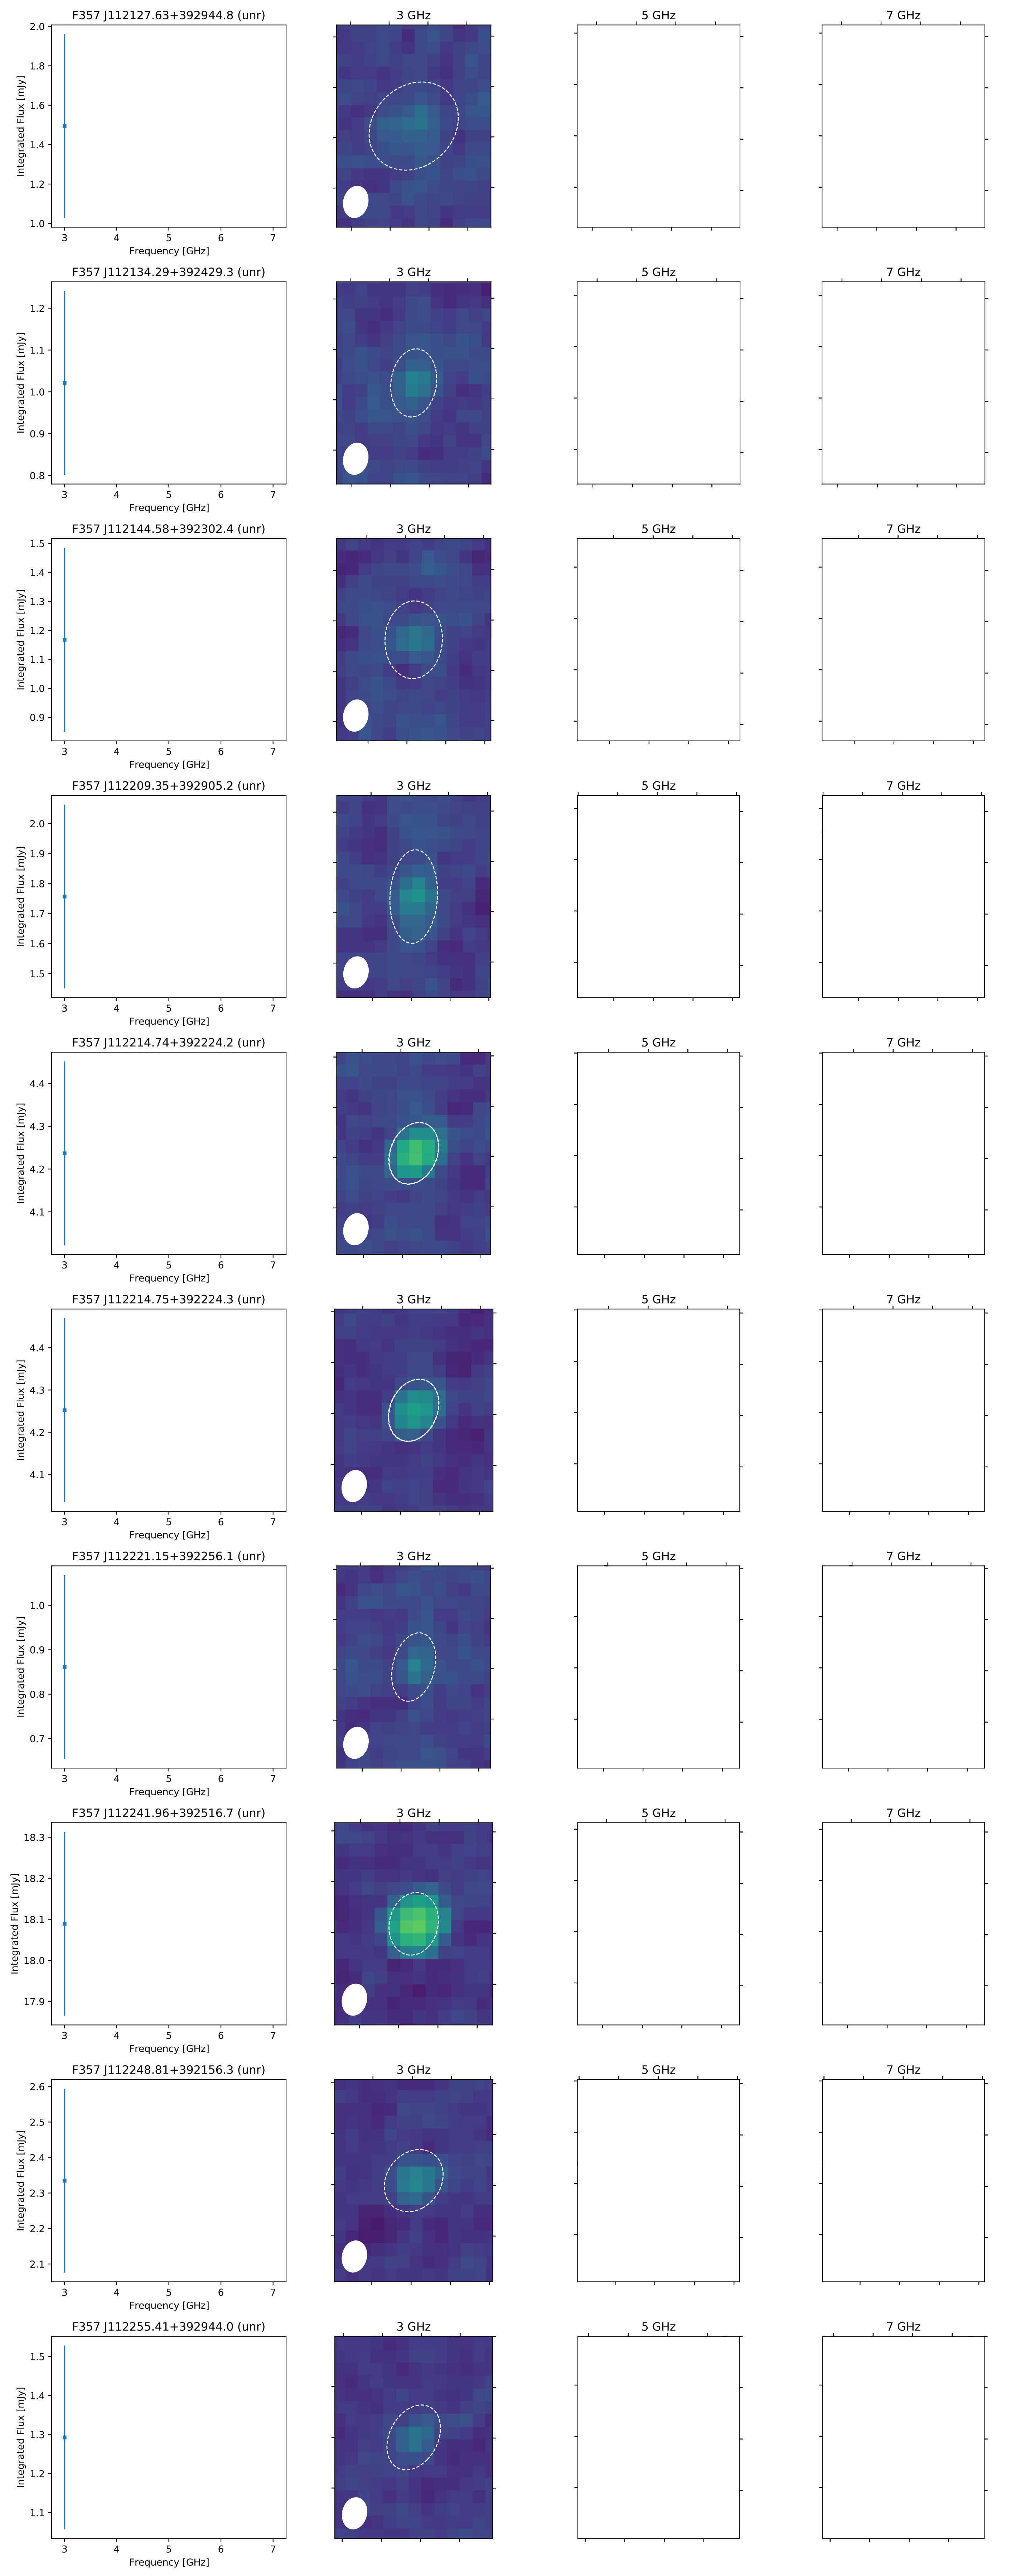 F357 J112127.63+392944.8 (unr) 3 GHz 5 GHz 7 GHz
2.0
1.8
1.6
1.4
1.2
1.0
Integrated Flux [mJy]
3 4 5 6 7
Frequency [GHz]
F357 J112134.29+392429.3 (unr) 3 GHz 5 GHz 7 GHz
1.2
1.1
1.0
0.9
0.8
Integrated Flux [mJy]
3 4 5 6 7
Frequency [GHz]
F357 J112144.58+392302.4 (unr) 3 GHz 5 GHz 7 GHz
1.5
1.4
1.3
1.2
1.1
1.0
0.9
Integrated Flux [mJy]
3 4 5 6 7
Frequency [GHz]
F357 J112209.35+392905.2 (unr) 3 GHz 5 GHz 7 GHz
2.0
1.9
1.8
1.7
1.6
1.5
Integrated Flux [mJy]
3 4 5 6 7
Frequency [GHz]
F357 J112214.74+392224.2 (unr) 3 GHz 5 GHz 7 GHz
4.4
4.3
4.2
4.1
Integrated Flux [mJy]
3 4 5 6 7
Frequency [GHz]
F357 J112214.75+392224.3 (unr) 3 GHz 5 GHz 7 GHz
4.4
4.3
4.2
4.1
Integrated Flux [mJy]
3 4 5 6 7
Frequency [GHz]
F357 J112221.15+392256.1 (unr) 3 GHz 5 GHz 7 GHz
1.0
0.9
0.8
0.7
Integrated Flux [mJy]
3 4 5 6 7
Frequency [GHz]
F357 J112241.96+392516.7 (unr) 3 GHz 5 GHz 7 GHz
18.3
18.2
18.1
18.0
17.9
Integrated Flux [mJy]
3 4 5 6 7
Frequency [GHz]
F357 J112248.81+392156.3 (unr) 3 GHz 5 GHz 7 GHz
2.6
2.5
2.4
2.3
2.2
2.1
Integrated Flux [mJy]
3 4 5 6 7
Frequency [GHz]
F357 J112255.41+392944.0 (unr) 3 GHz 5 GHz 7 GHz
1.5
1.4
1.3
1.2
1.1
Integrated Flux [mJy]
3 4 5 6 7
Frequency [GHz]